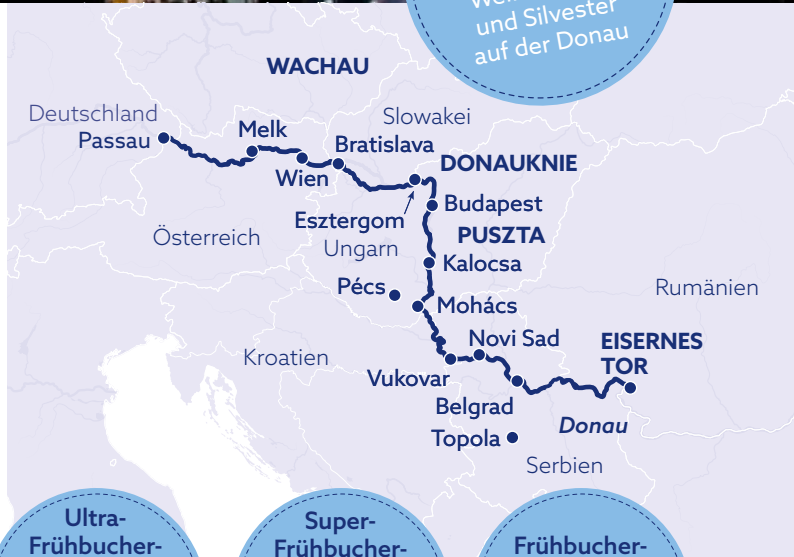 und Silvester
auf der Donau
WACHAU
Deutschland
Slowakei
Passau
Melk
Bratislava
Wien
DONAUKNIE
Esztergom
Budapest
Österreich
Ungarn
PUSZTA
Kalocsa
Pécs
Mohács
Rumänien
Kroatien
Novi Sad
EISERNES
TOR
Vukovar
Belgrad
Donau
Topola
Serbien
Ultra-
Frühbucher-
Super-
Frühbucher-
Frühbucher-